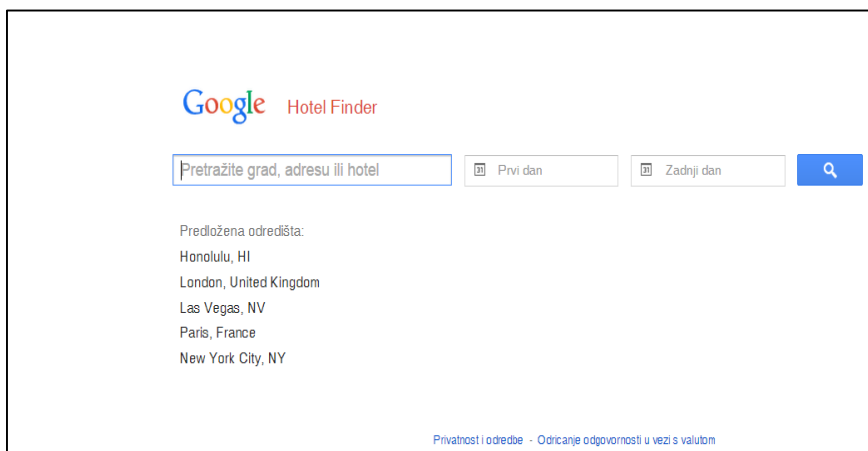 Google Hotel Finder
Pretražite grad, adresu ili hotel 31 Prvi dan 31 Zadnji dan
Predložena odredišta:
Honolulu, HI
London, United Kingdom
Las Vegas, NV
Paris, France
New York City, NY
Privatnost i odredbe - Odricanje odgovornosti u vezi s valutom